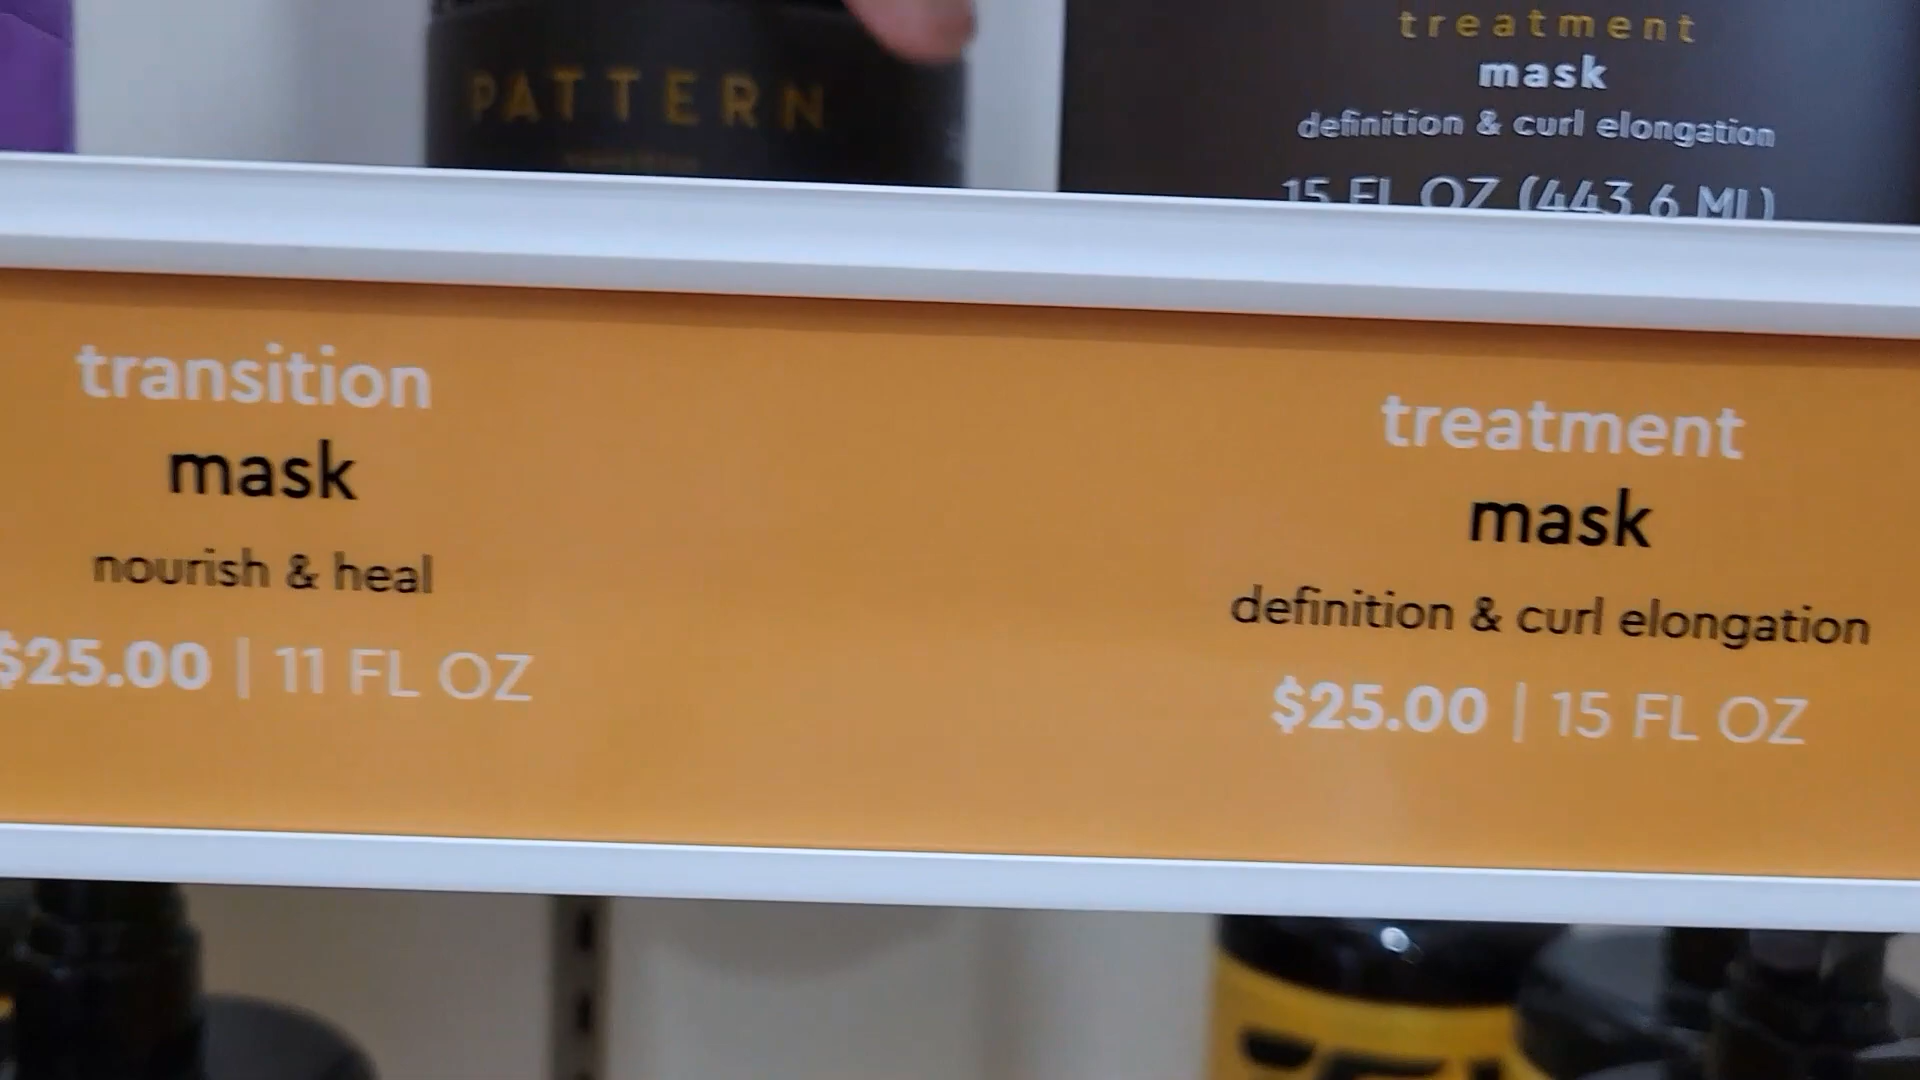 PATTERN
treatment
mask
definition & curl elongation
15 FL OZ (443.6 ML)
transition
mask
nourish & heal
$25.00 | 11 FL OZ
treatment
mask
definition & curl elongation
$25.00 | 15 FL OZ